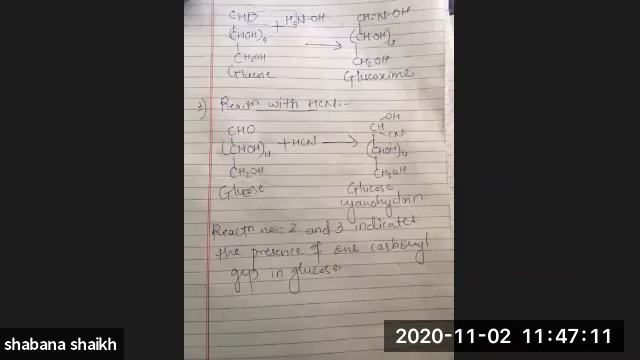 CHO + H₂N-OH → CH=N-OH
(CHOH)₄ (CHOH)₄
CH₂OH CH₂OH
Glucose Glucoxime
3) Reactn with HCN:-
OH
CHO CH
CN
(CHOH)₄ + HCN → (CHOH)₄
CH₂OH CH₂OH
Glucose Glucose
cyanohydrin
Reactn no: 2 and 3 indicates
the presence of one carbonyl
grp in glucose
shabana shaikh
2020-11-02 11:47:11